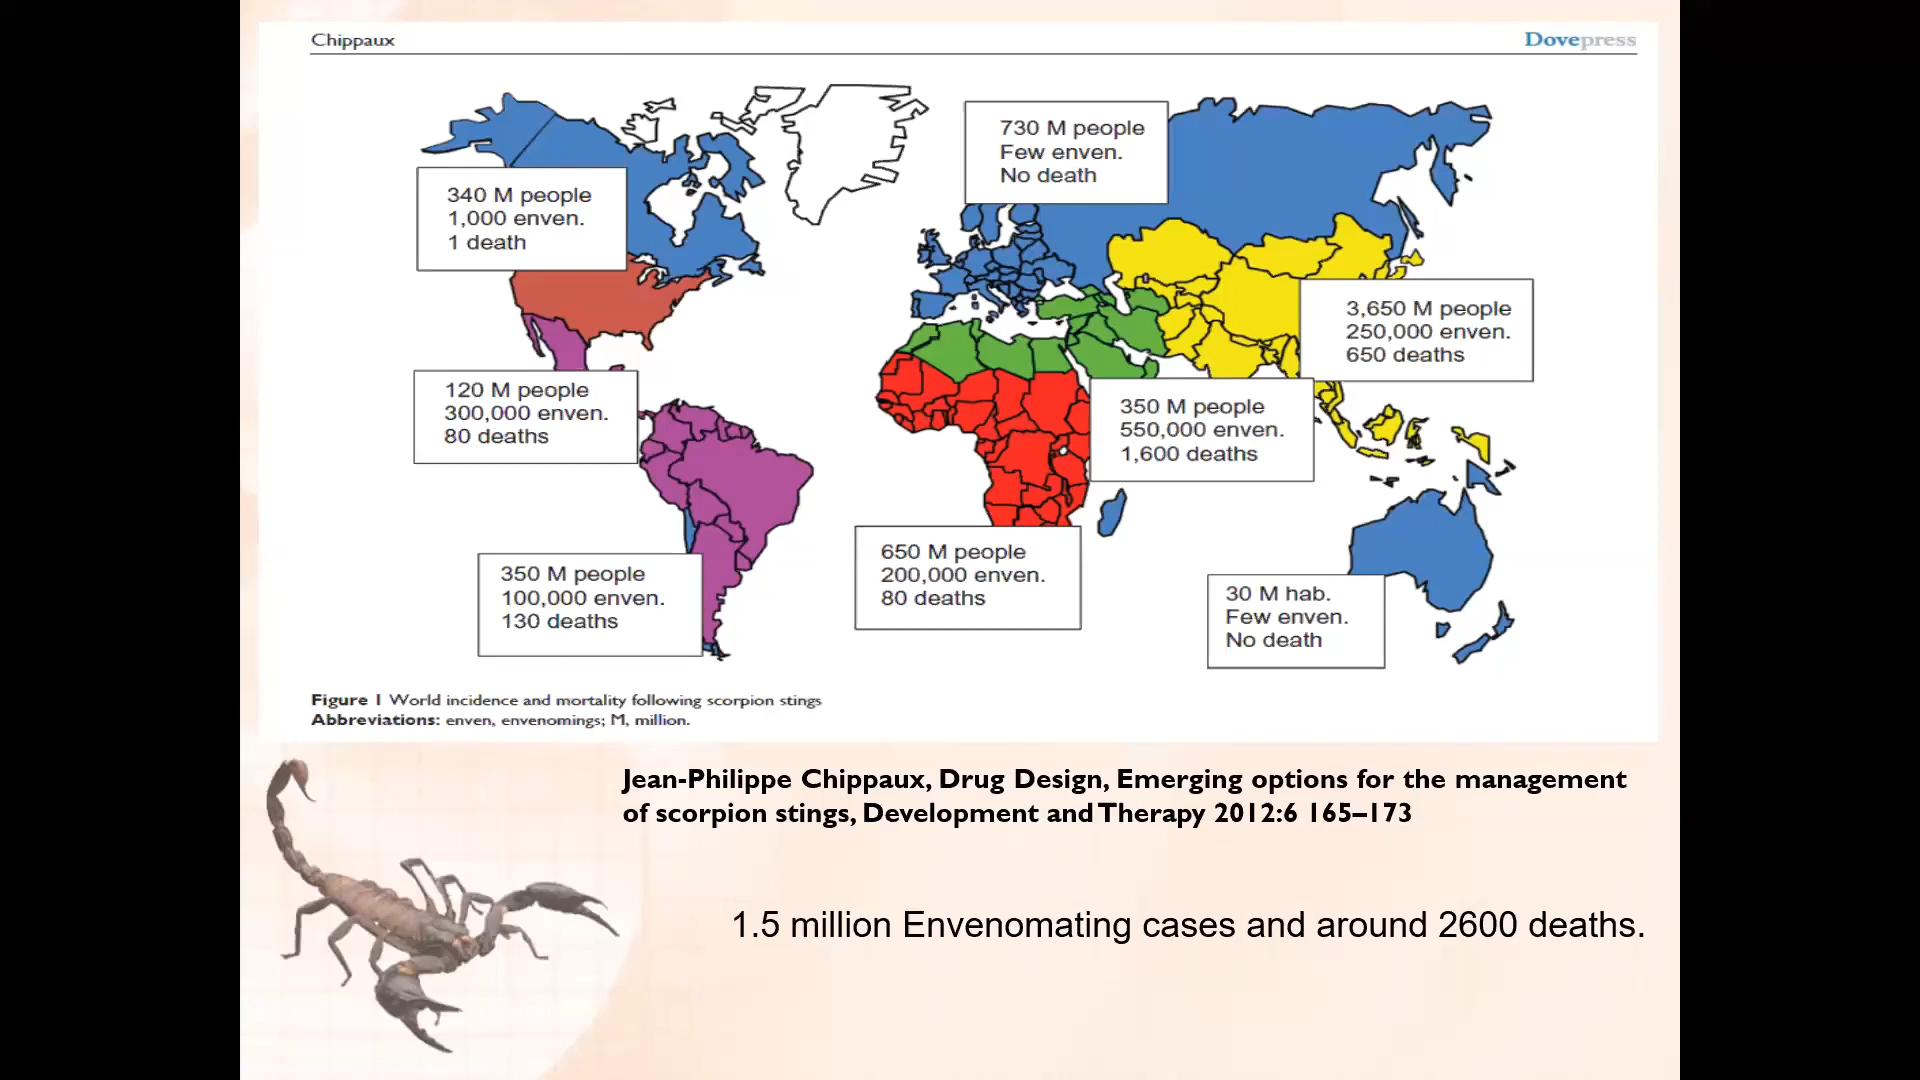 Chippaux
Dovepress
730 M people
Few enven.
No death
340 M people
1,000 enven.
1 death
3,650 M people
250,000 enven.
650 deaths
120 M people
300,000 enven.
80 deaths
350 M people
550,000 enven.
1,600 deaths
650 M people
200,000 enven.
80 deaths
350 M people
100,000 enven.
130 deaths
30 M hab.
Few enven.
No death
Figure 1 World incidence and mortality following scorpion stings
Abbreviations: enven, envenomings; M, million.
Jean-Philippe Chippaux, Drug Design, Emerging options for the management
of scorpion stings, Development and Therapy 2012:6 165–173
1.5 million Envenomating cases and around 2600 deaths.